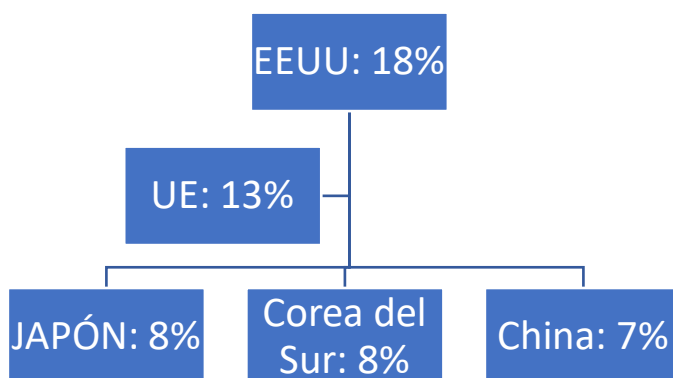 EEUU: 18%
UE: 13%
JAPÓN: 8%
Corea del
Sur: 8%
China: 7%